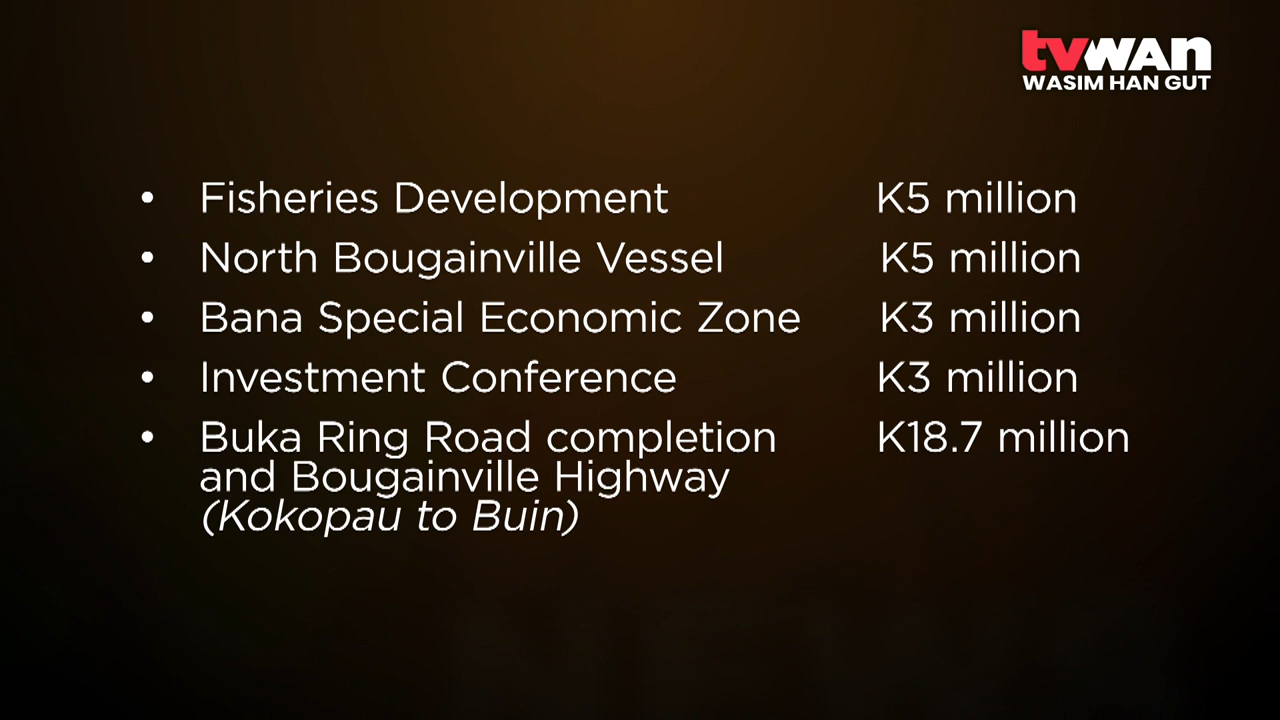 tvwan
WASIM HAN GUT
• Fisheries Development K5 million
• North Bougainville Vessel K5 million
• Bana Special Economic Zone K3 million
• Investment Conference K3 million
• Buka Ring Road completion K18.7 million
and Bougainville Highway
(Kokopau to Buin)